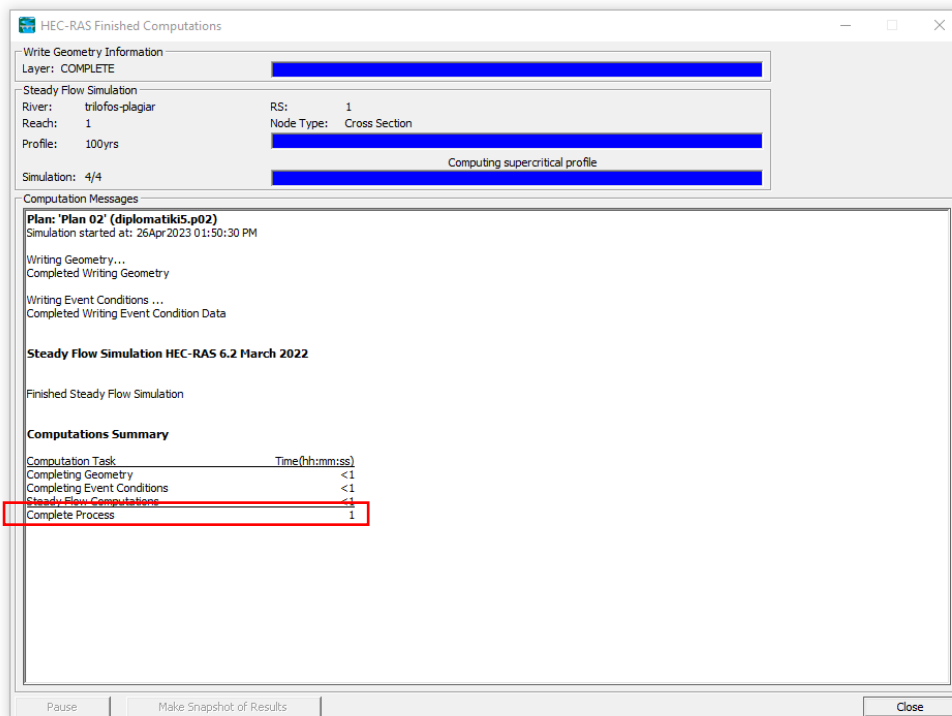 HEC-RAS Finished Computations
Write Geometry Information
Layer: COMPLETE
Steady Flow Simulation
River: trilofos-plagiar RS: 1
Reach: 1 Node Type: Cross Section
Profile: 100yrs
Computing supercritical profile
Simulation: 4/4
Computation Messages
Plan: 'Plan 02' (diplomatiki5.p02)
Simulation started at: 26Apr2023 01:50:30 PM
Writing Geometry...
Completed Writing Geometry
Writing Event Conditions ...
Completed Writing Event Condition Data
Steady Flow Simulation HEC-RAS 6.2 March 2022
Finished Steady Flow Simulation
Computations Summary
Computation Task Time(hh:mm:ss)
Completing Geometry <1
Completing Event Conditions <1
Steady Flow Computations <1
Complete Process 1
Pause Make Snapshot of Results Close